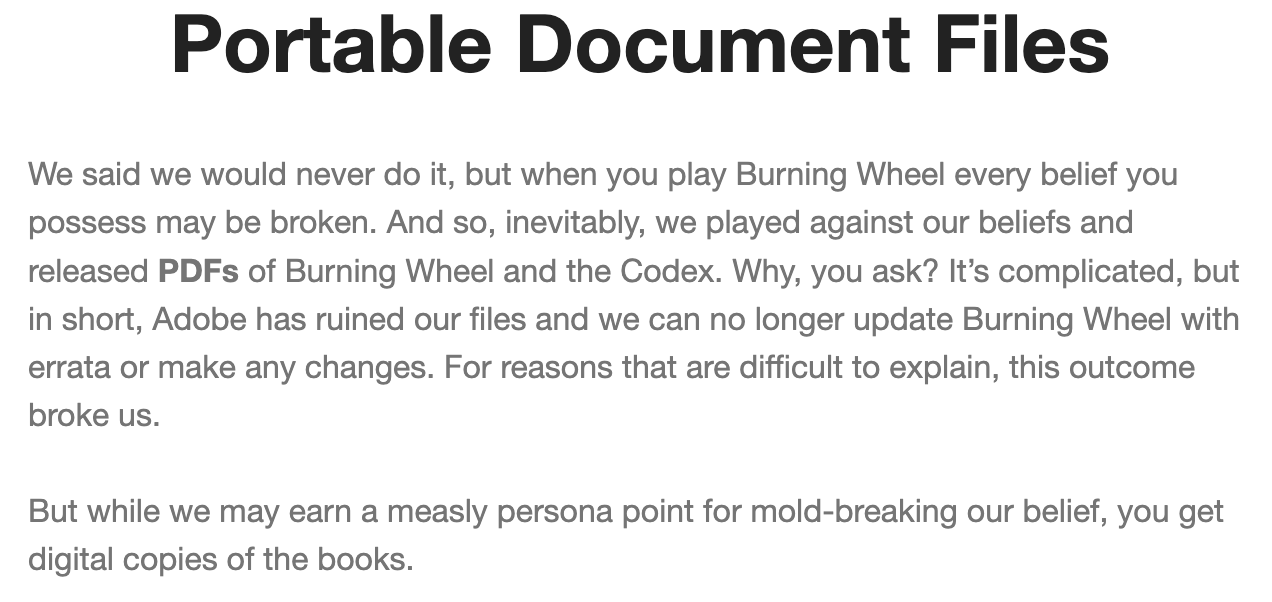 Portable Document Files
We said we would never do it, but when you play Burning Wheel every belief you
possess may be broken. And so, inevitably, we played against our beliefs and
released PDFs of Burning Wheel and the Codex. Why, you ask? It’s complicated, but
in short, Adobe has ruined our files and we can no longer update Burning Wheel with
errata or make any changes. For reasons that are difficult to explain, this outcome
broke us.
But while we may earn a measly persona point for mold-breaking our belief, you get
digital copies of the books.